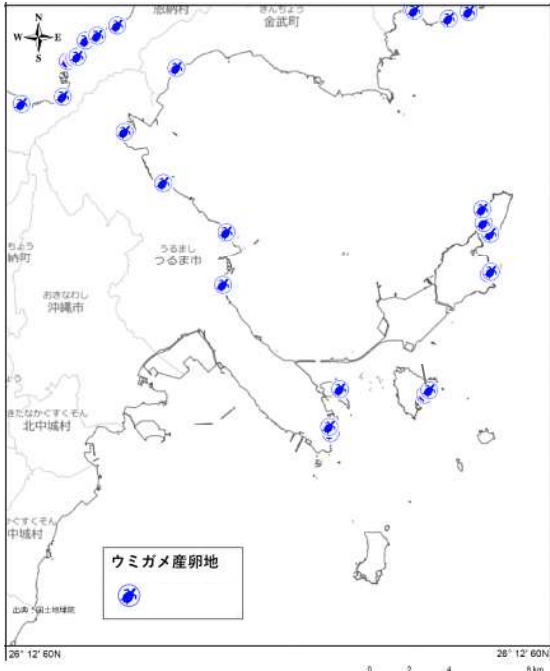 恩納村
きんちょう
金武町
N
W E
S
ちょう
納町
うるまし
つるま市
おきなわし
沖縄市
ょう
きたなかぐすくそん
北中城村
かぐすくそん
中城村
ウミガメ産卵地
出典:国土地理院
26° 12' 60N
26° 12' 60N
0 2 4 8 km